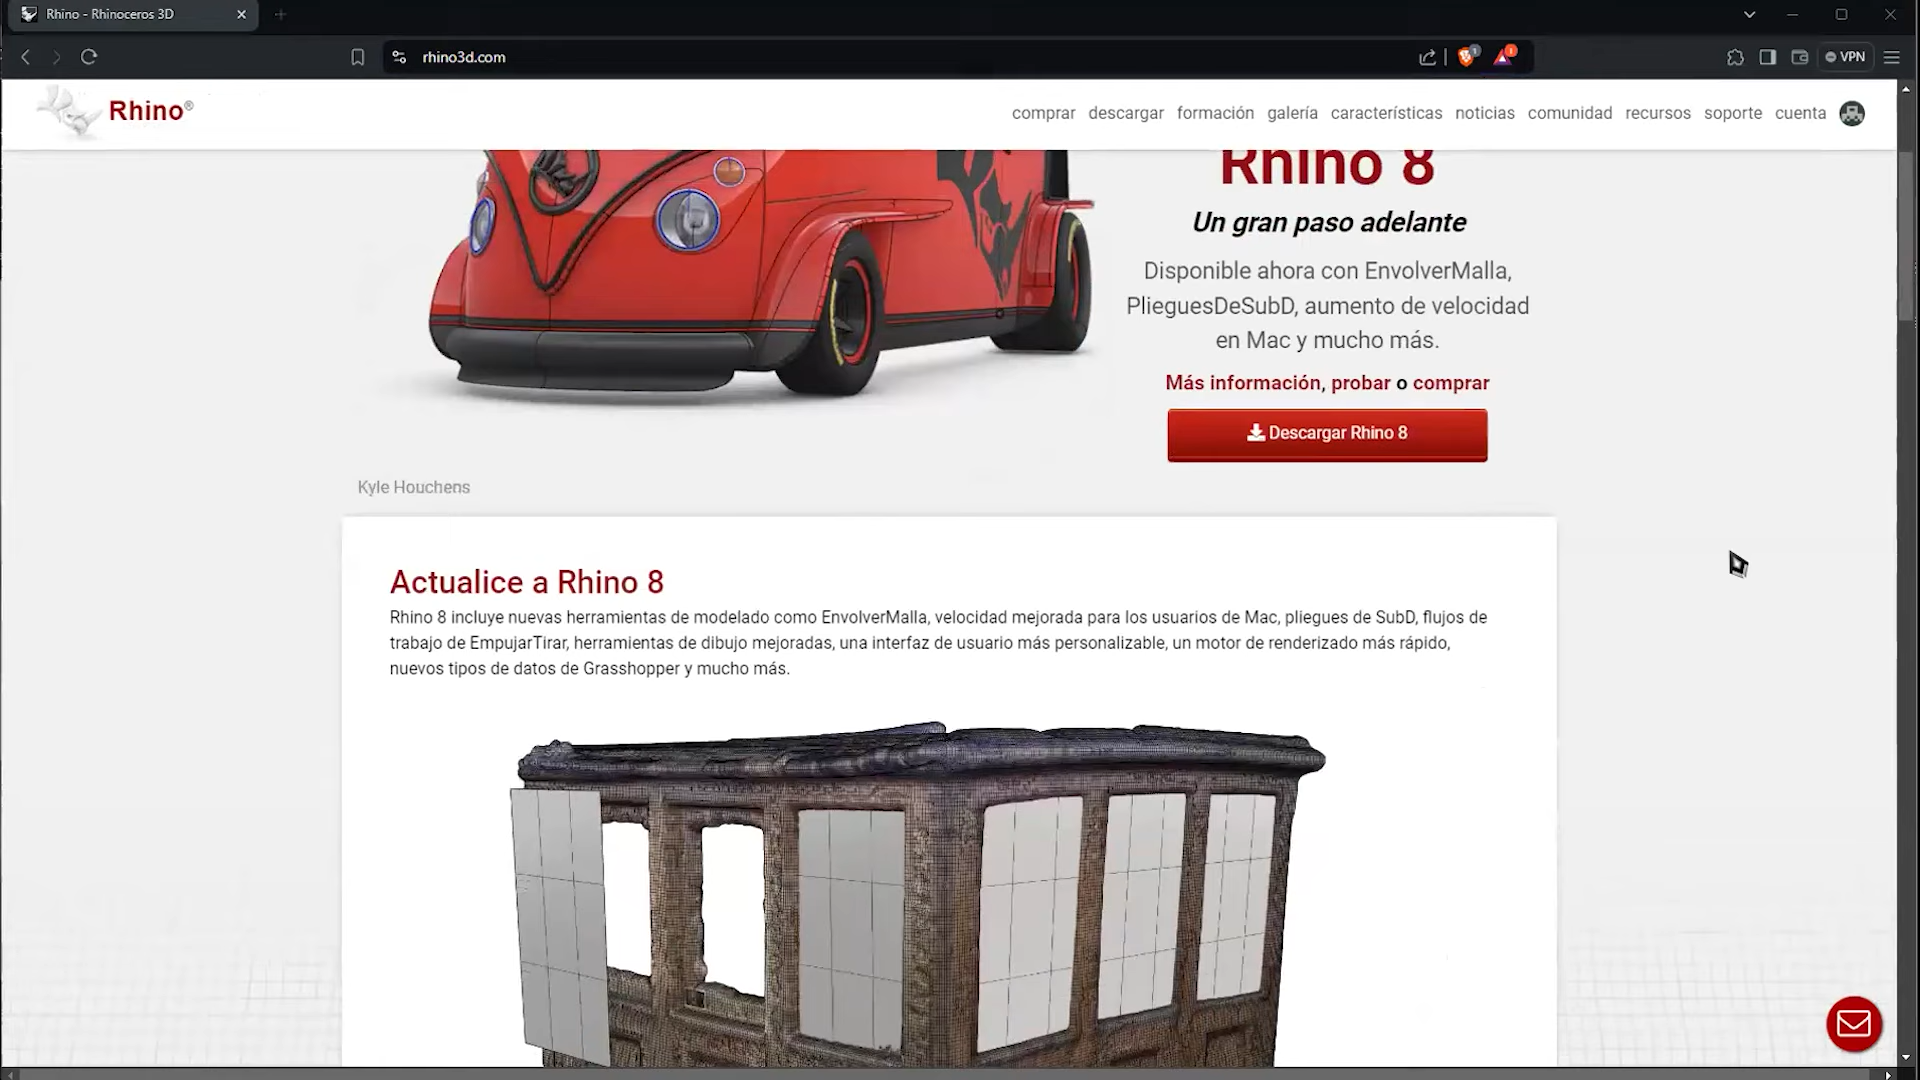 Rhino - Rhinoceros 3D
rhino3d.com
VPN
Rhino®
comprar descargar formación galería características noticias comunidad recursos soporte cuenta
Rhino 8
Un gran paso adelante
Disponible ahora con EnvolverMalla,
PlieguesDeSubD, aumento de velocidad
en Mac y mucho más.
Más información, probar o comprar
Descargar Rhino 8
Kyle Houchens
Actualice a Rhino 8
Rhino 8 incluye nuevas herramientas de modelado como EnvolverMalla, velocidad mejorada para los usuarios de Mac, pliegues de SubD, flujos de
trabajo de EmpujarTirar, herramientas de dibujo mejoradas, una interfaz de usuario más personalizable, un motor de renderizado más rápido,
nuevos tipos de datos de Grasshopper y mucho más.